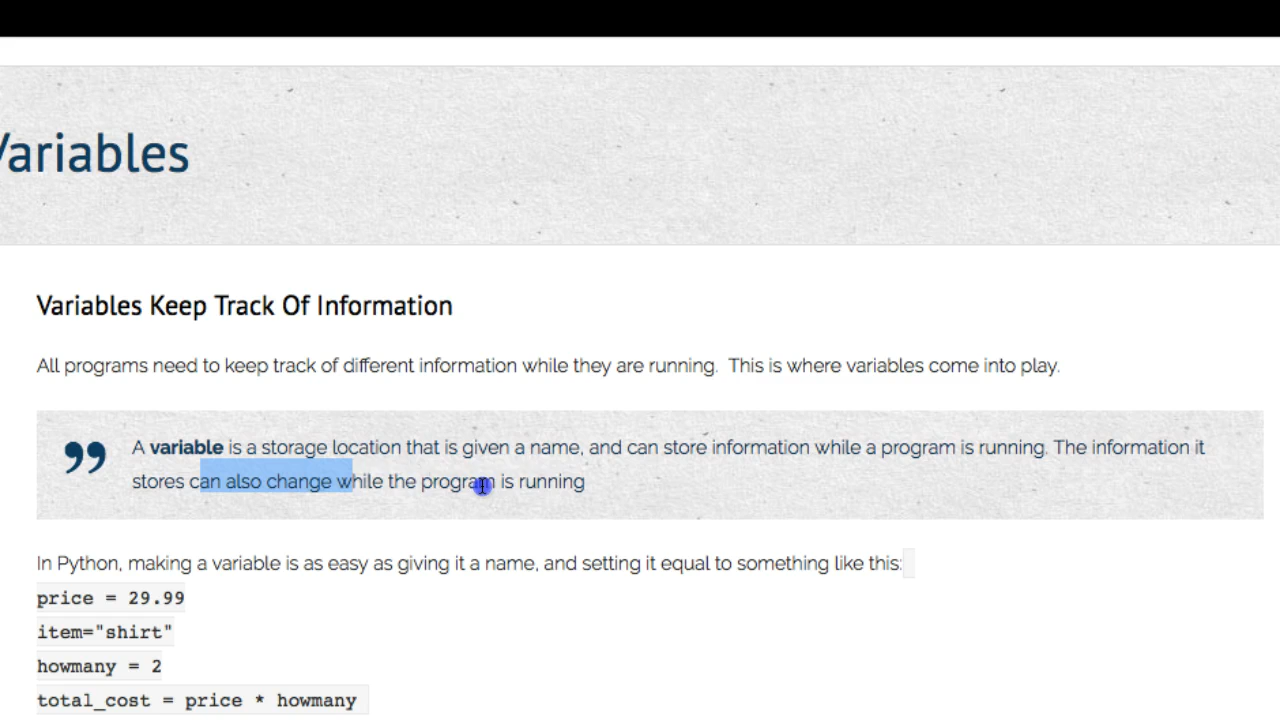 Variables
Variables Keep Track Of Information
All programs need to keep track of different information while they are running. This is where variables come into play.
A variable is a storage location that is given a name, and can store information while a program is running. The information it
stores can also change while the program is running
In Python, making a variable is as easy as giving it a name, and setting it equal to something like this:
price = 29.99
item="shirt"
howmany = 2
total_cost = price * howmany